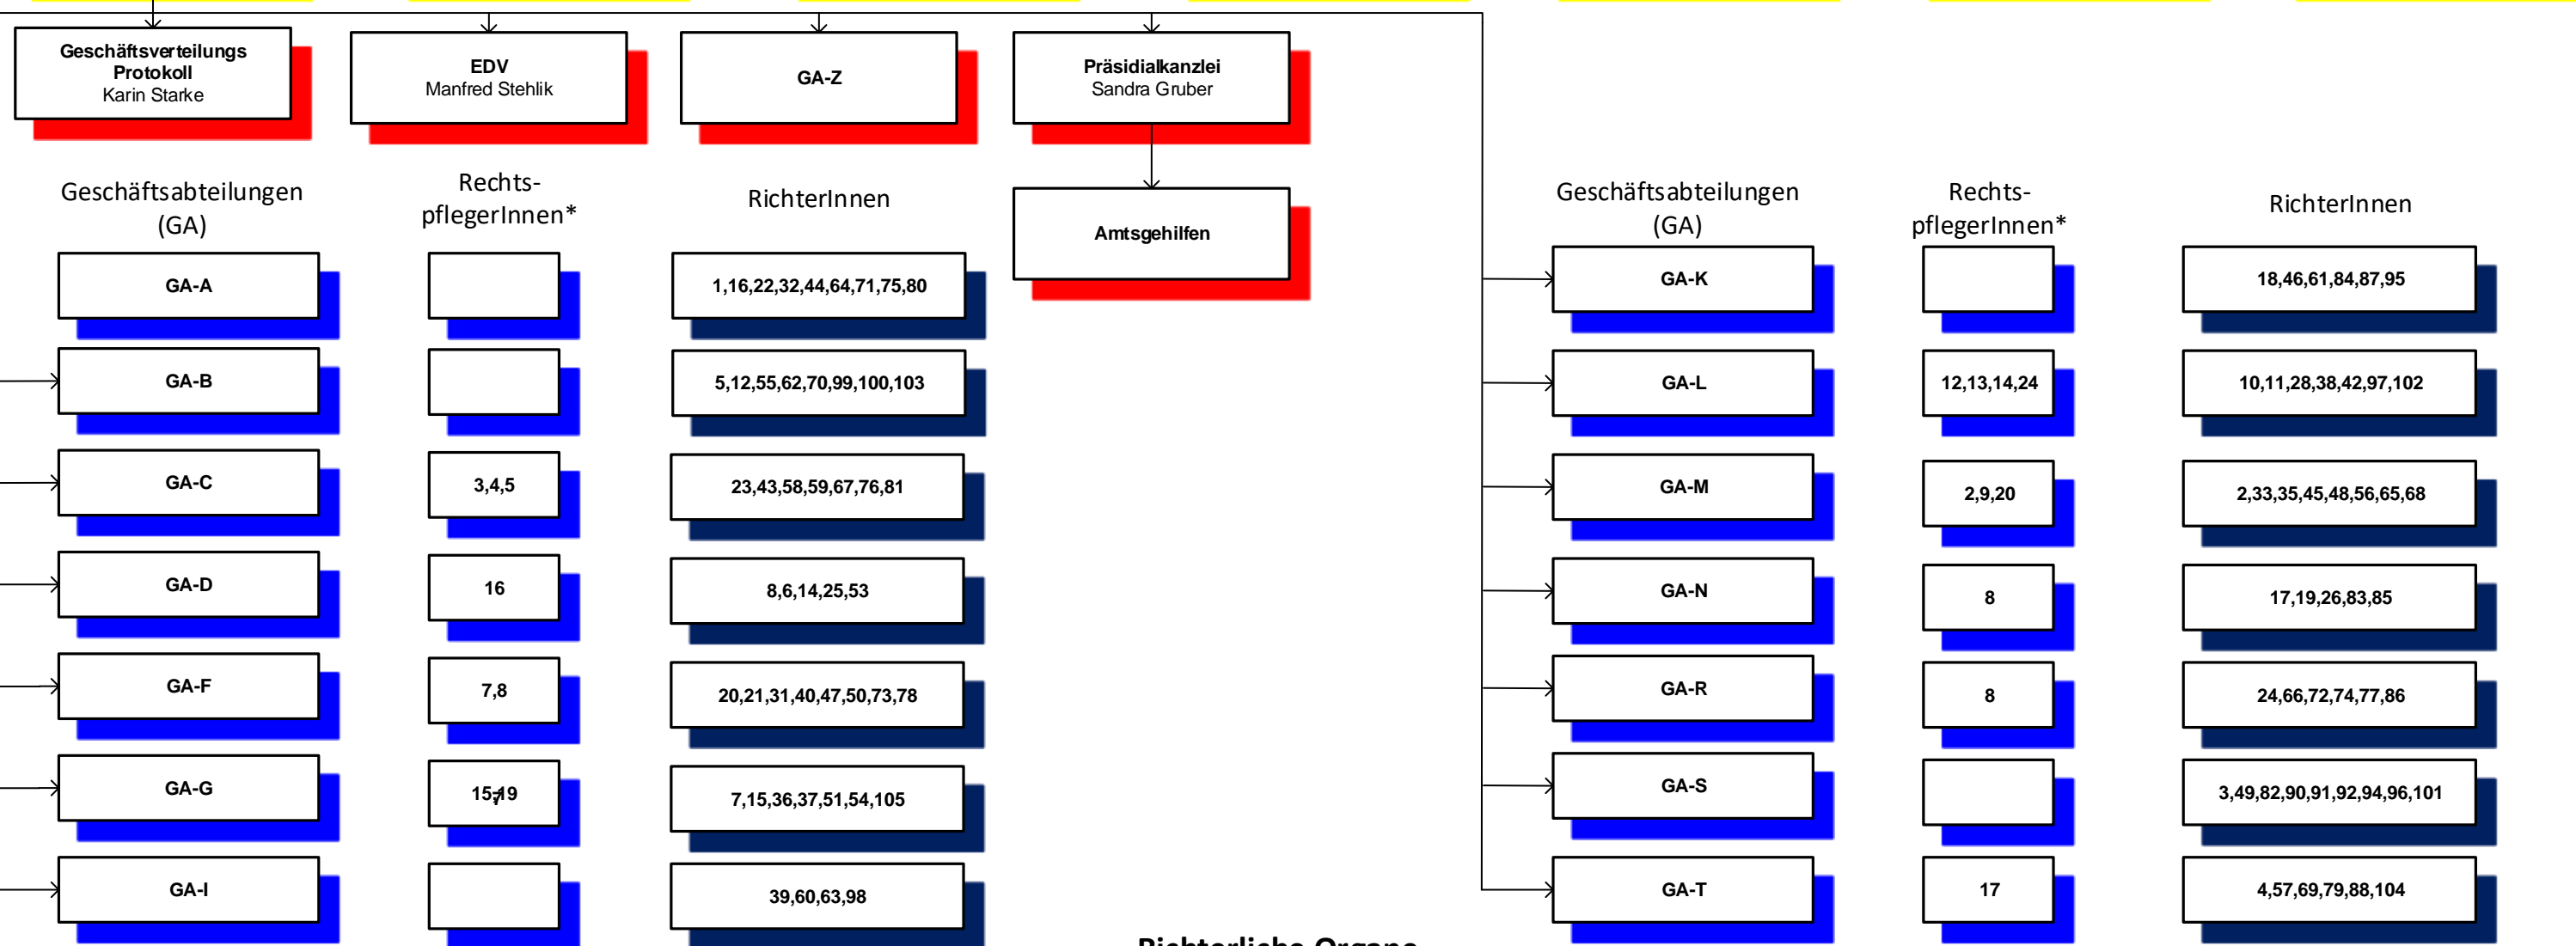 Geschäftsverteilungs
Protokoll
Karin Starke
EDV
Manfred Stehlik
GA-Z
Präsidialkanzlei
Sandra Gruber
Amtsgehilfen
Geschäftsabteilungen
(GA)
Rechts-
pflegerInnen*
RichterInnen
GA-A
1,16,22,32,44,64,71,75,80
GA-B
5,12,55,62,70,99,100,103
GA-C
3,4,5
23,43,58,59,67,76,81
GA-D
16
8,6,14,25,53
GA-F
7,8
20,21,31,40,47,50,73,78
GA-G
7,15,36,37,51,54,105
GA-I
39,60,63,98
Geschäftsabteilungen
(GA)
Rechts-
pflegerInnen*
RichterInnen
GA-K
18,46,61,84,87,95
GA-L
12,13,14,24
10,11,28,38,42,97,102
GA-M
2,9,20
2,33,35,45,48,56,65,68
GA-N
8
17,19,26,83,85
GA-R
8
24,66,72,74,77,86
GA-S
3,49,82,90,91,92,94,96,101
GA-T
17
4,57,69,79,88,104
Richterliche Organe